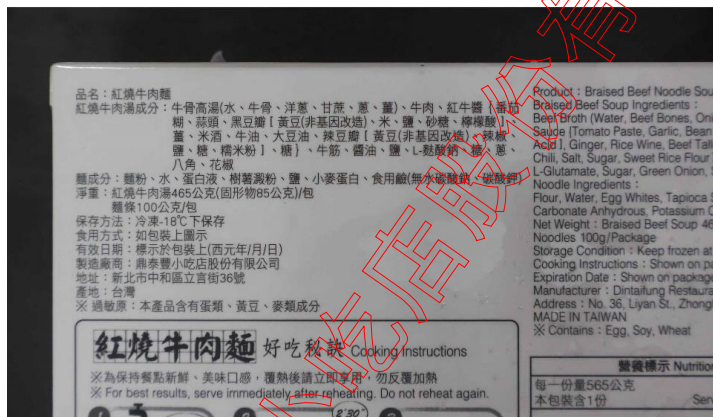 品名：紅燒牛肉麵
紅燒牛肉湯成分：牛骨高湯(水、牛骨、洋蔥、甘蔗、蔥、薑)、牛肉、紅牛醬｛番茄
糊、蒜頭、黑豆瓣［黃豆(非基因改造)、米、鹽、砂糖、檸檬酸］、
薑、米酒、牛油、大豆油、辣豆瓣［黃豆(非基因改造)、辣椒、
鹽、糖、糯米粉］、糖｝、牛筋、醬油、鹽、L-麩酸鈉、糖、蔥、
八角、花椒
麵成分：麵粉、水、蛋白液、樹薯澱粉、鹽、小麥蛋白、食用鹼(無水碳酸鈉、碳酸鉀)
淨重：紅燒牛肉湯465公克(固形物85公克)/包
麵條100公克/包
保存方法：冷凍-18℃下保存
食用方式：如包裝上圖示
有效日期：標示於包裝上(西元年/月/日)
製造廠商：鼎泰豐小吃店股份有限公司
地址：新北市中和區立言街36號
產地：台灣
※ 過敏原：本產品含有蛋類、黃豆、麥類成分
紅燒牛肉麵 好吃秘訣 Cooking Instructions
※為保持餐點新鮮、美味口感，覆熱後請立即享用，勿反覆加熱
※ For best results, serve immediately after reheating. Do not reheat again.
2'30"
Product：Braised Beef Noodle Sou
Braised Beef Soup Ingredients：
Beef Broth (Water, Beef Bones, Oni
Sauce {Tomato Paste, Garlic, Bean
Acid], Ginger, Rice Wine, Beef Tall
Chili, Salt, Sugar, Sweet Rice Flour
L-Glutamate, Sugar, Green Onion, S
Noodle Ingredients：
Flour, Water, Egg Whites, Tapioca S
Carbonate Anhydrous, Potassium C
Net Weight：Braised Beef Soup 46
Noodles 100g/Package
Storage Condition：Keep frozen at
Cooking Instructions：Shown on pa
Expiration Date：Shown on package
Manufacturer：Dintaifung Restaura
Address：No. 36, Liyan St., Zhongh
MADE IN TAIWAN
※ Contains：Egg, Soy, Wheat
營養標示 Nutrition
每一份量565公克
本包裝含1份 Serv
小吃店股份有